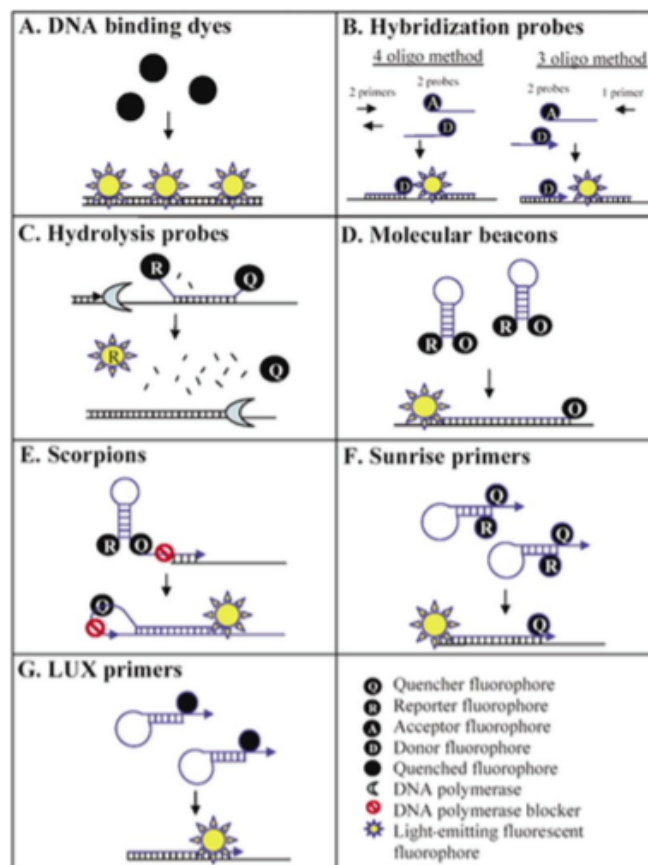 A. DNA binding dyes
B. Hybridization probes
4 oligo method
3 oligo method
2 primers
2 probes
2 probes
1 primer
A
D
A
D
D
D
C. Hydrolysis probes
R
Q
R
Q
D. Molecular beacons
R O
R O
O
E. Scorpions
R O
Q
F. Sunrise primers
Q
R
Q
R
Q
G. LUX primers
Q Quencher fluorophore
R Reporter fluorophore
A Acceptor fluorophore
D Donor fluorophore
Quenched fluorophore
DNA polymerase
DNA polymerase blocker
Light-emitting fluorescent
fluorophore